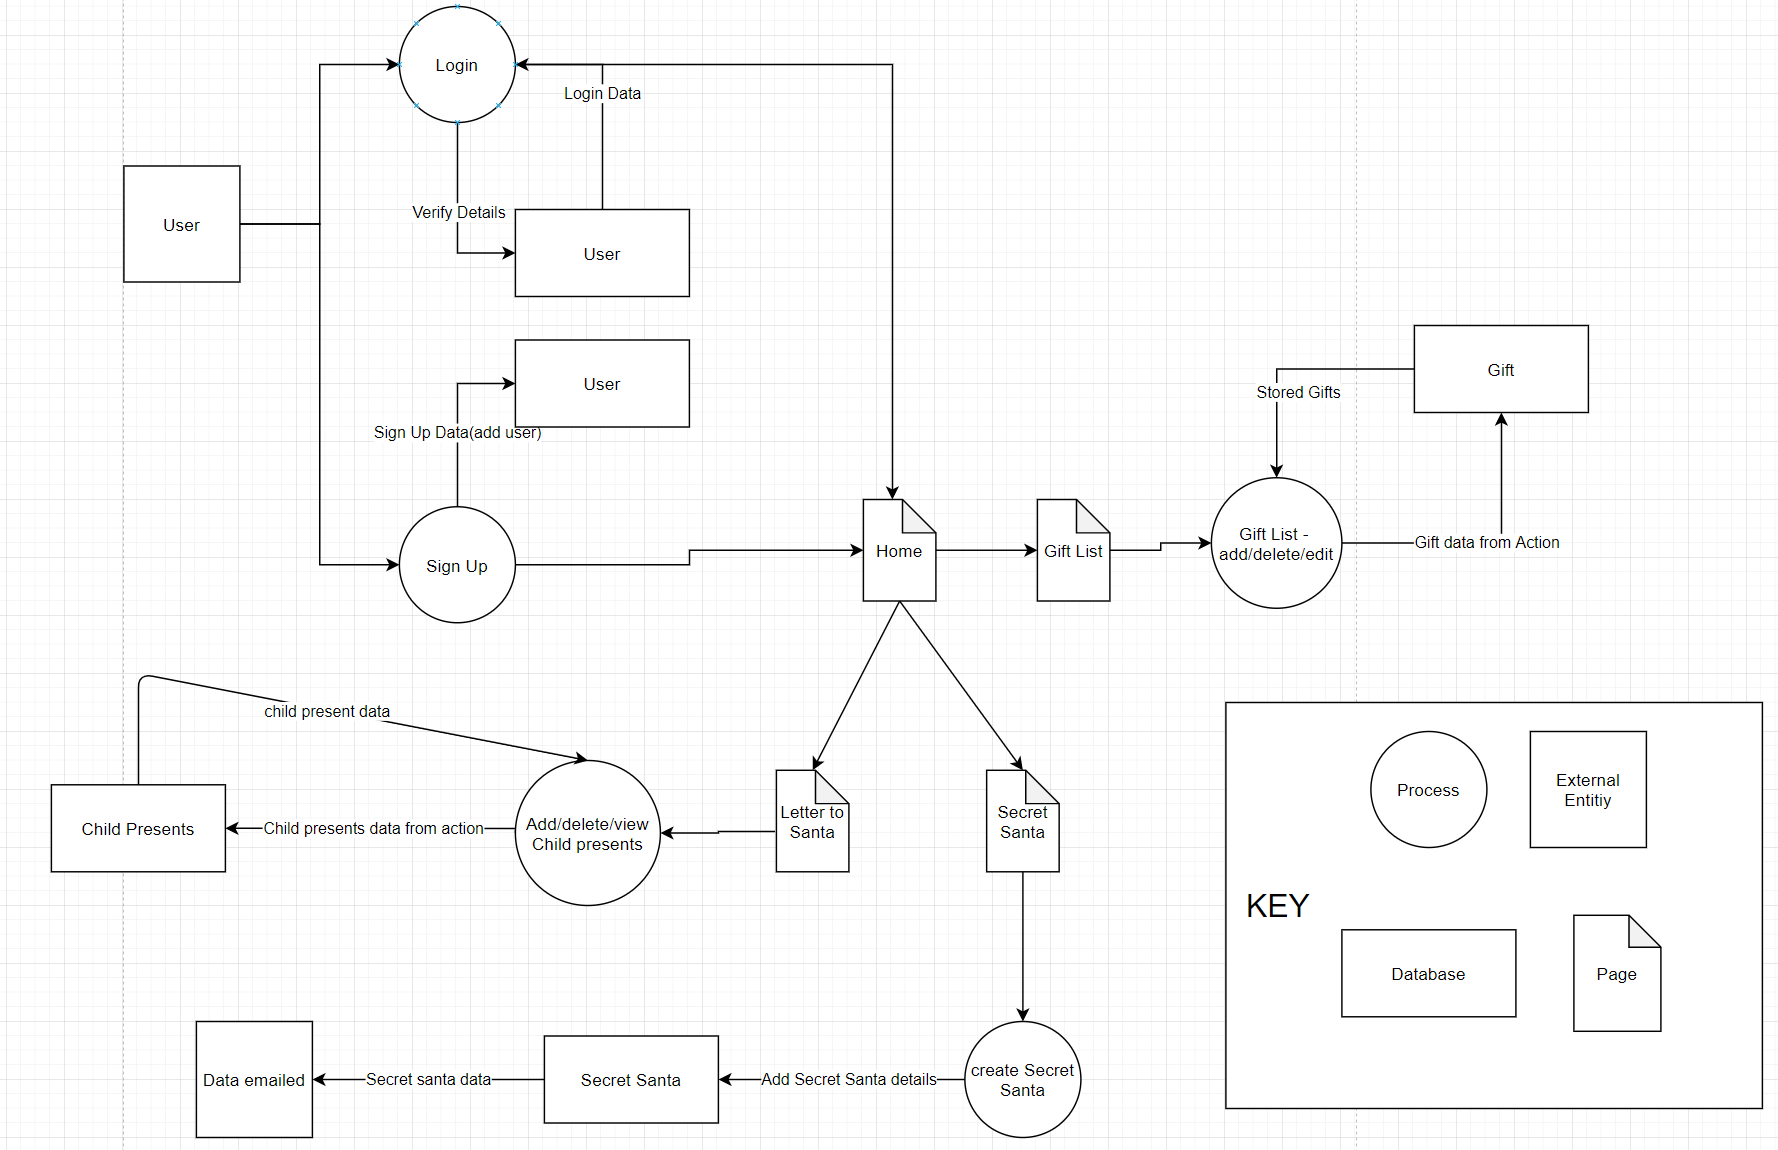 Login
Login Data
Verify Details
User
User
User
Sign Up Data(add user)
Sign Up
Gift
Stored Gifts
Home
Gift List
Gift List -
add/delete/edit
Gift data from Action
child present data
Child Presents
Child presents data from action
Add/delete/view
Child presents
Letter to
Santa
Secret
Santa
Data emailed
Secret santa data
Secret Santa
Add Secret Santa details
create Secret
Santa
KEY
Process
External
Entitiy
Database
Page